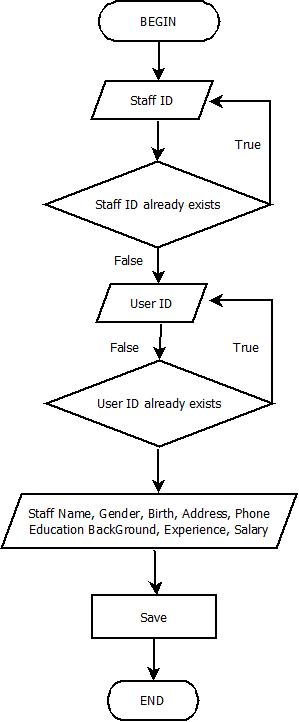 BEGIN
Staff ID
True
Staff ID already exists
False
User ID
False
True
User ID already exists
Staff Name, Gender, Birth, Address, Phone
Education BackGround, Experience, Salary
Save
END